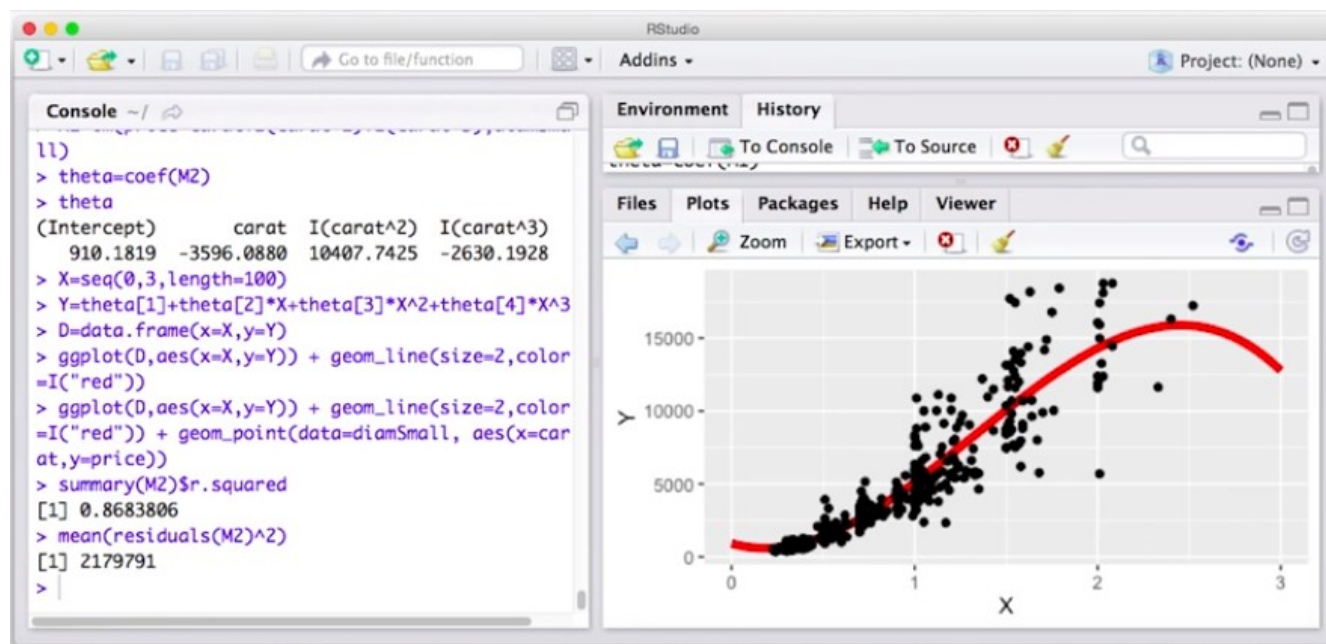 RStudio
Go to file/function
Addins
Project: (None)
Console ~/
ll)
> theta=coef(M2)
> theta
(Intercept) carat I(carat^2) I(carat^3)
910.1819 -3596.0880 10407.7425 -2630.1928
> X=seq(0,3,length=100)
> Y=theta[1]+theta[2]*X+theta[3]*X^2+theta[4]*X^3
> D=data.frame(x=X,y=Y)
> ggplot(D,aes(x=X,y=Y)) + geom_line(size=2,color
=I("red"))
> ggplot(D,aes(x=X,y=Y)) + geom_line(size=2,color
=I("red")) + geom_point(data=diamSmall, aes(x=car
at,y=price))
> summary(M2)$r.squared
[1] 0.8683806
> mean(residuals(M2)^2)
[1] 2179791
>
Environment History
To Console To Source
Files Plots Packages Help Viewer
Zoom Export
15000
10000
Y
5000
0
0 1 2 3
X